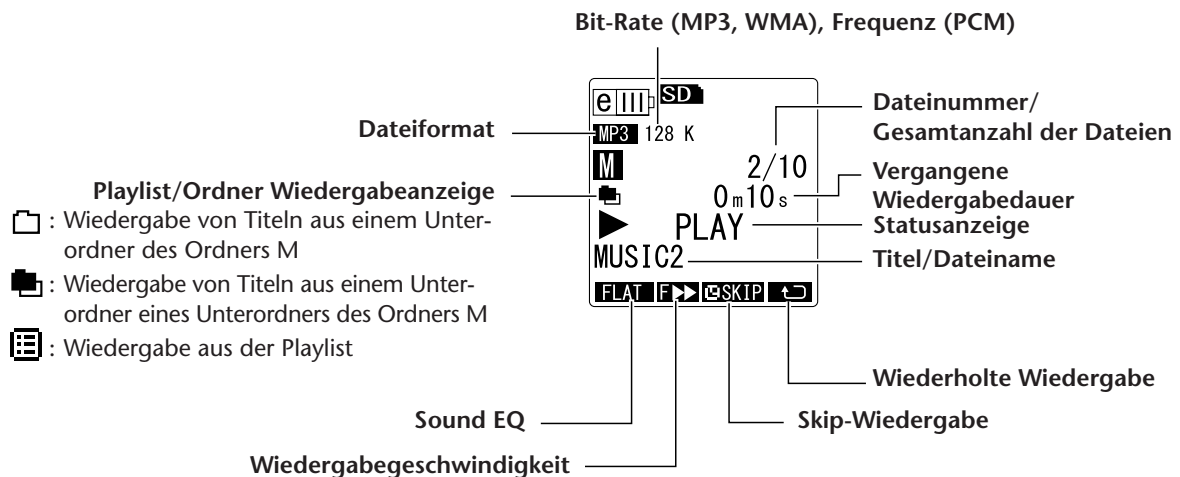 Bit-Rate (MP3, WMA), Frequenz (PCM)
e SD
Dateiformat
MP3 128 K
Dateinummer/
Gesamtanzahl der Dateien
M
2/10
Playlist/Ordner Wiedergabeanzeige
0m10s
Vergangene
Wiedergabedauer
: Wiedergabe von Titeln aus einem Unter-
ordner des Ordners M
PLAY
Statusanzeige
MUSIC2
Titel/Dateiname
: Wiedergabe von Titeln aus einem Unter-
ordner eines Unterordners des Ordners M
FLAT F SKIP
: Wiedergabe aus der Playlist
Wiederholte Wiedergabe
Sound EQ
Skip-Wiedergabe
Wiedergabegeschwindigkeit